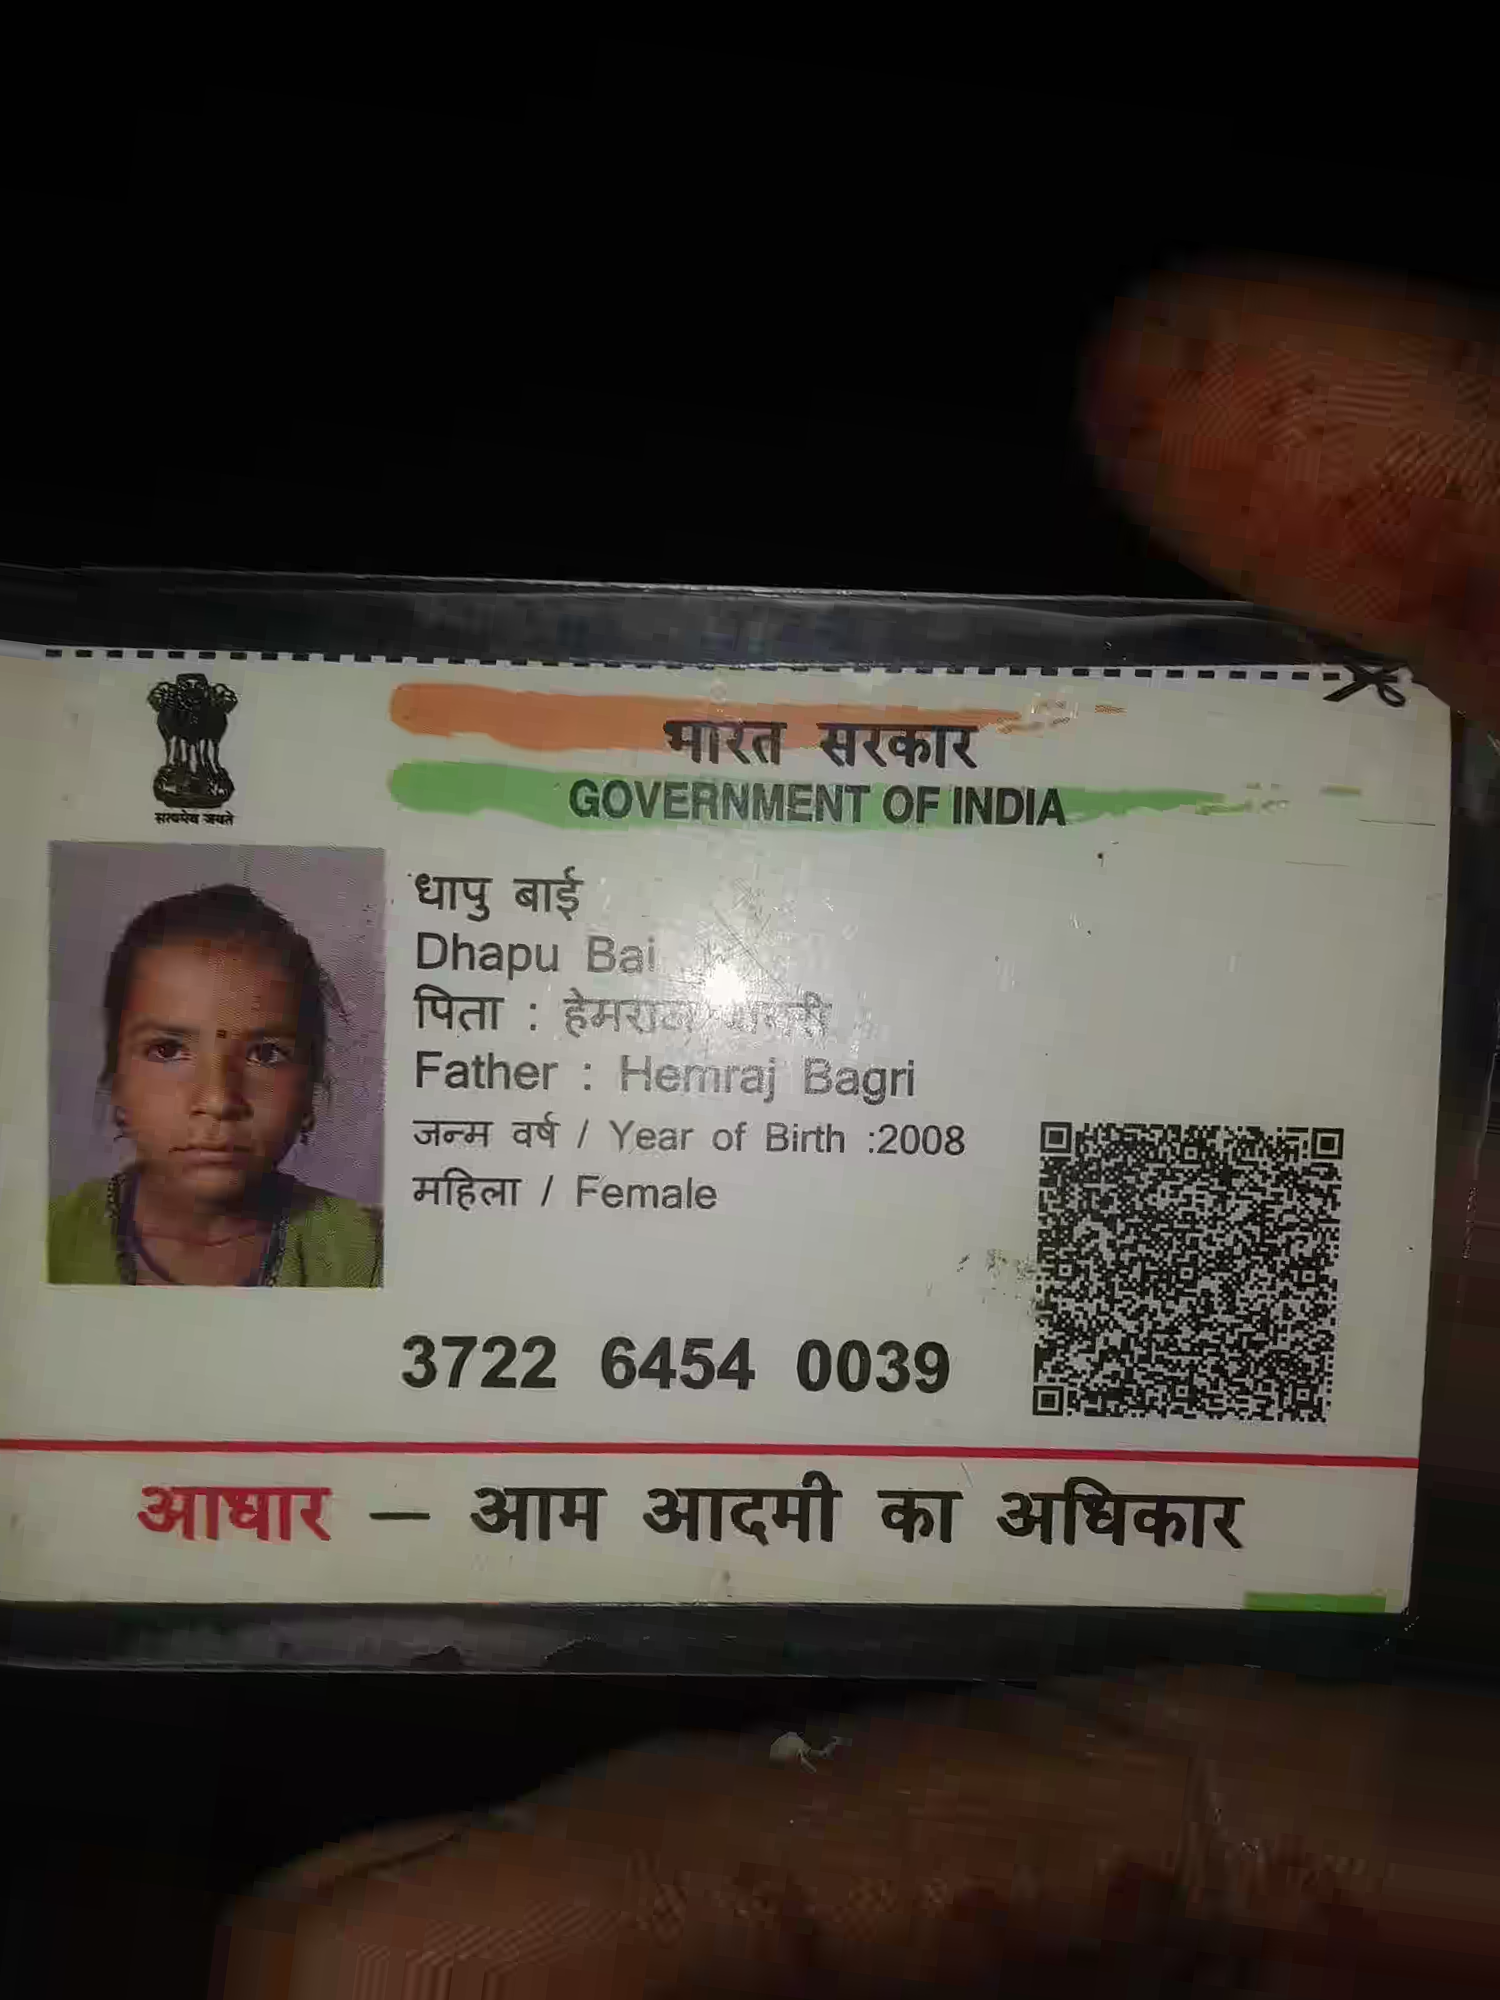 सत्यमेव जयते
भारत सरकार
GOVERNMENT OF INDIA
धापु बाई
Dhapu Bai
पिता : हेमराज
Father : Hemraj Bagri
जन्म वर्ष / Year of Birth :2008
महिला / Female
3722 6454 0039
आधार — आम आदमी का अधिकार